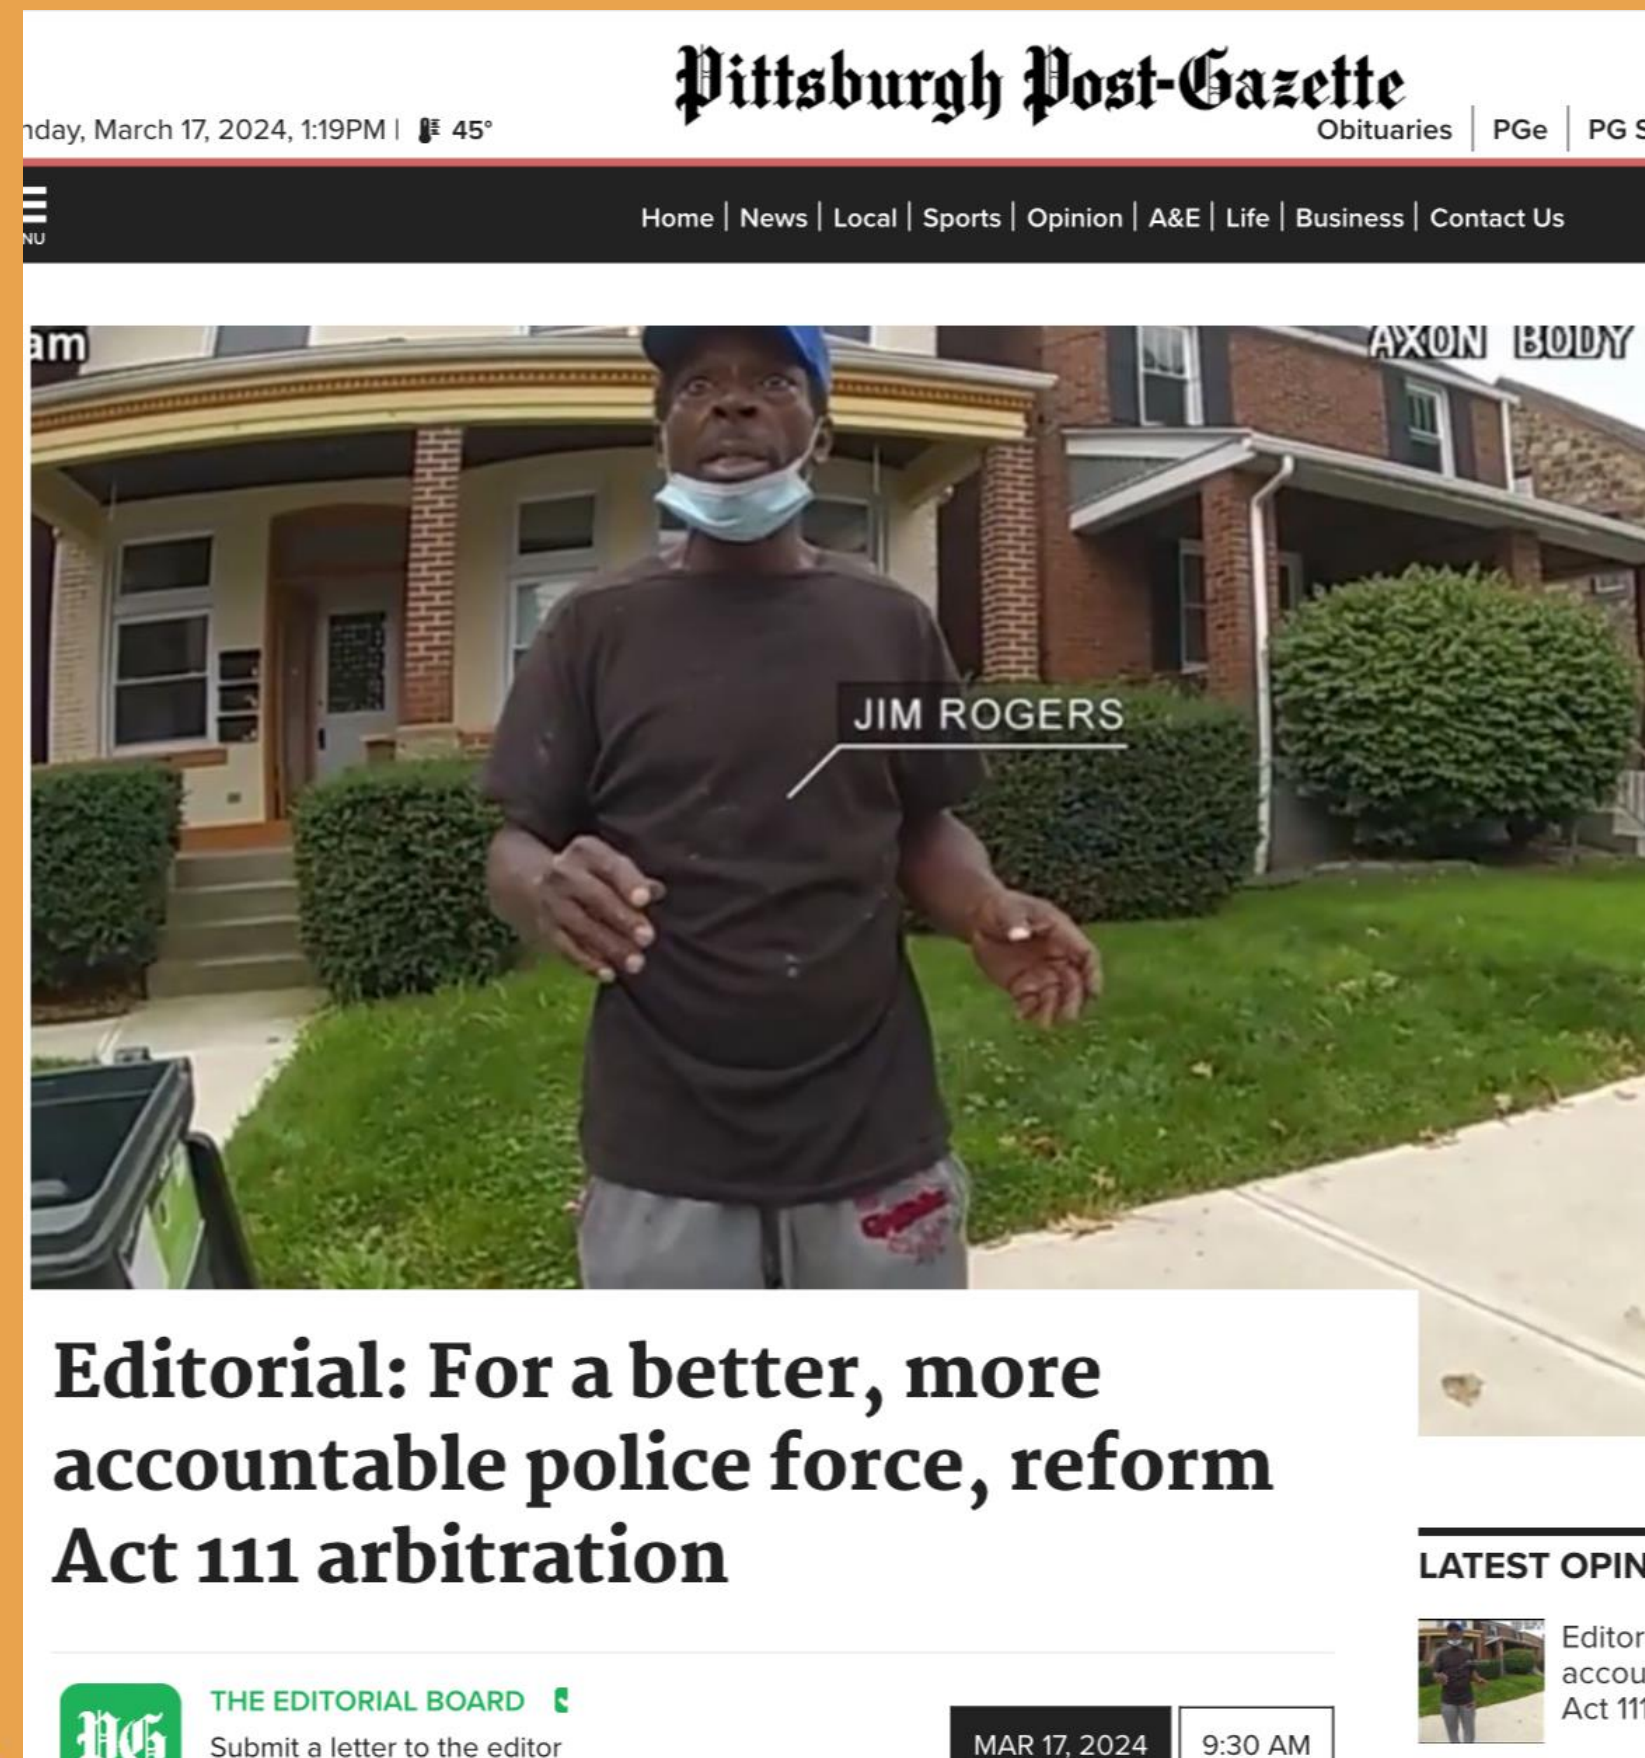 Pittsburgh Post-Gazette
nday, March 17, 2024, 1:19PM | 45°
Obituaries | PGe | PG S
NU
Home | News | Local | Sports | Opinion | A&E | Life | Business | Contact Us
am
AXON BODY
JIM ROGERS
Editorial: For a better, more
accountable police force, reform
Act 111 arbitration
LATEST OPIN
Editor
accou
Act 111
PG
THE EDITORIAL BOARD
Submit a letter to the editor
MAR 17, 2024
9:30 AM